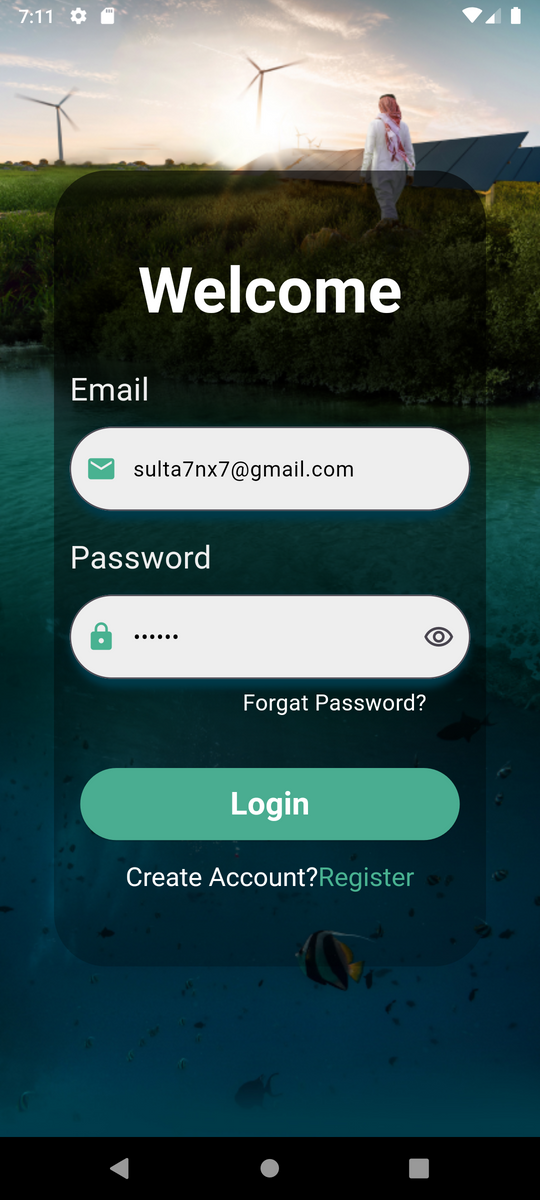 7:11
Welcome
Email
sulta7nx7@gmail.com
Password
••••••
Forgat Password?
Login
Create Account?Register